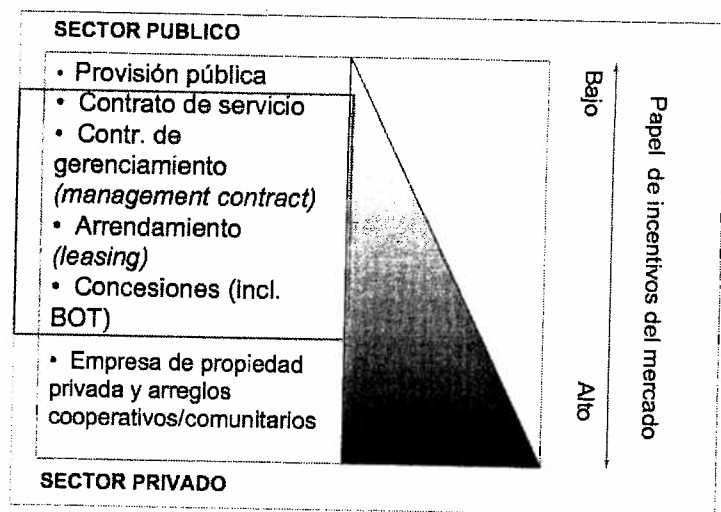 SECTOR PUBLICO
• Provisión pública
• Contrato de servicio
• Contr. de
gerenciamiento
(management contract)
• Arrendamiento
(leasing)
• Concesiones (incl.
BOT)
• Empresa de propiedad
privada y arreglos
cooperativos/comunitarios
SECTOR PRIVADO
Bajo
Alto
Papel de incentivos del mercado